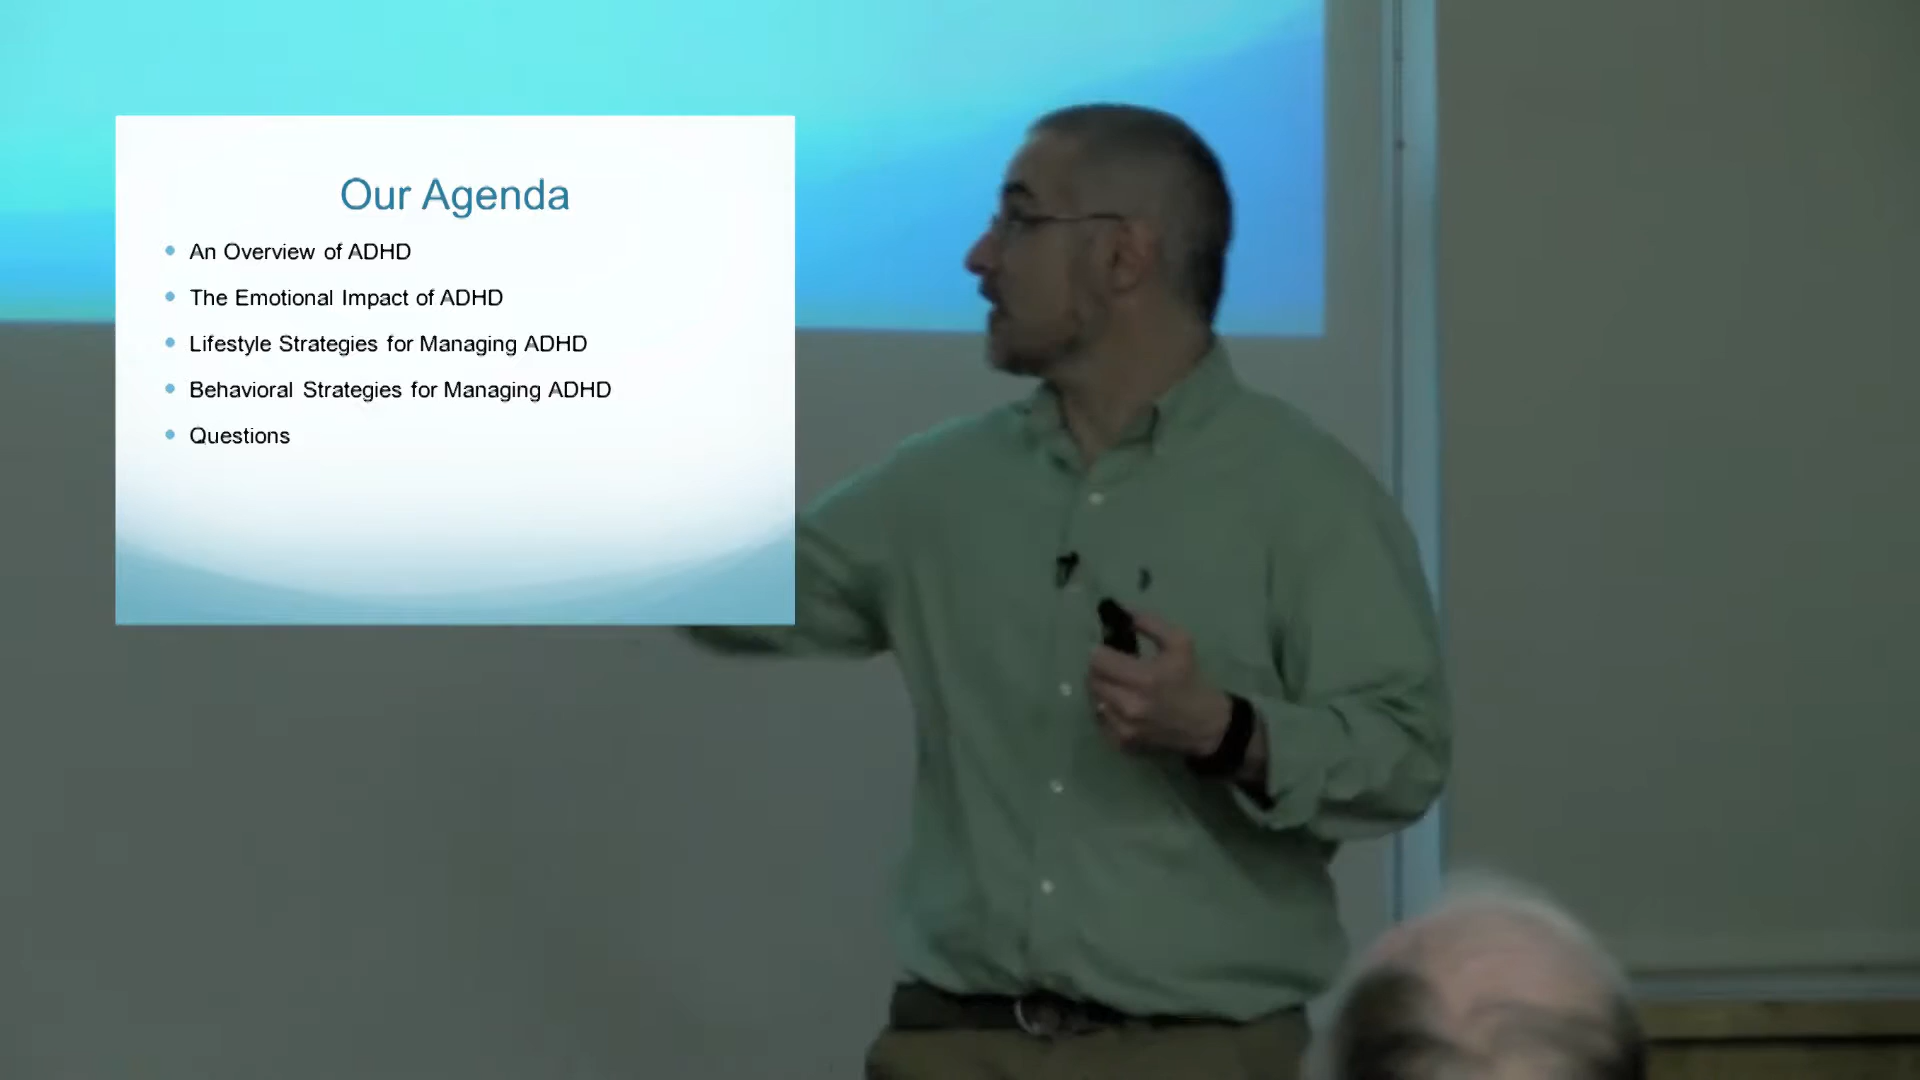 Our Agenda
An Overview of ADHD
The Emotional Impact of ADHD
Lifestyle Strategies for Managing ADHD
Behavioral Strategies for Managing ADHD
Questions